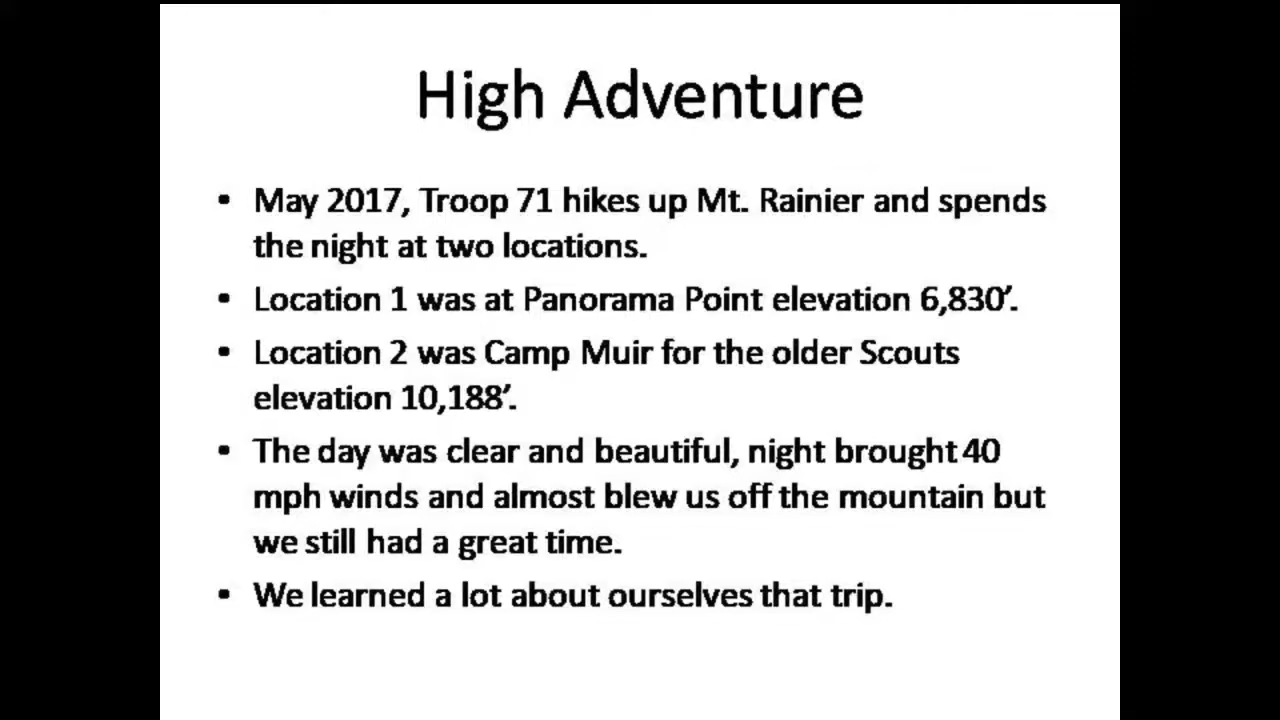 High Adventure
• May 2017, Troop 71 hikes up Mt. Rainier and spends
the night at two locations.
• Location 1 was at Panorama Point elevation 6,830’.
• Location 2 was Camp Muir for the older Scouts
elevation 10,188’.
• The day was clear and beautiful, night brought 40
mph winds and almost blew us off the mountain but
we still had a great time.
• We learned a lot about ourselves that trip.